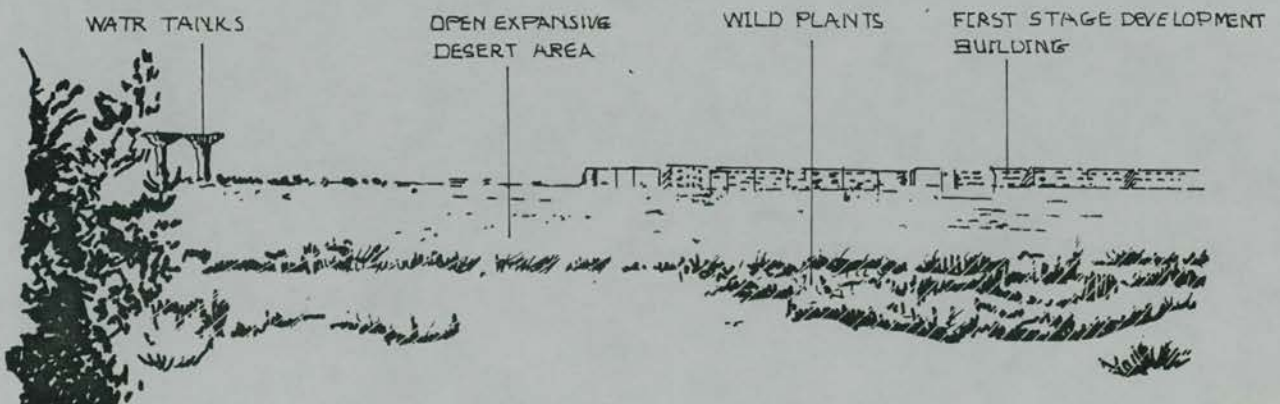 WATR TANKS
OPEN EXPANSIVE
DESERT AREA
WILD PLANTS
FIRST STAGE DEVELOPMENT
BUILDING